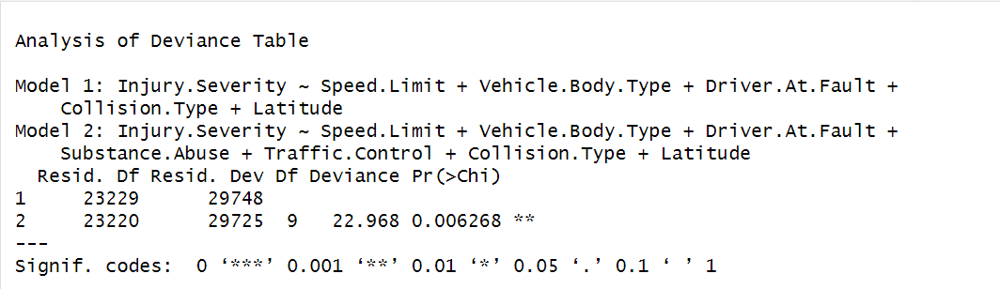 Analysis of Deviance Table
Model 1: Injury.Severity ~ Speed.Limit + Vehicle.Body.Type + Driver.At.Fault +
Collision.Type + Latitude
Model 2: Injury.Severity ~ Speed.Limit + Vehicle.Body.Type + Driver.At.Fault +
Substance.Abuse + Traffic.Control + Collision.Type + Latitude
Resid. Df Resid. Dev Df Deviance Pr(>Chi)
1 23229 29748
2 23220 29725 9 22.968 0.006268 **
---
Signif. codes: 0 ‘***’ 0.001 ‘**’ 0.01 ‘*’ 0.05 ‘.’ 0.1 ‘ ’ 1